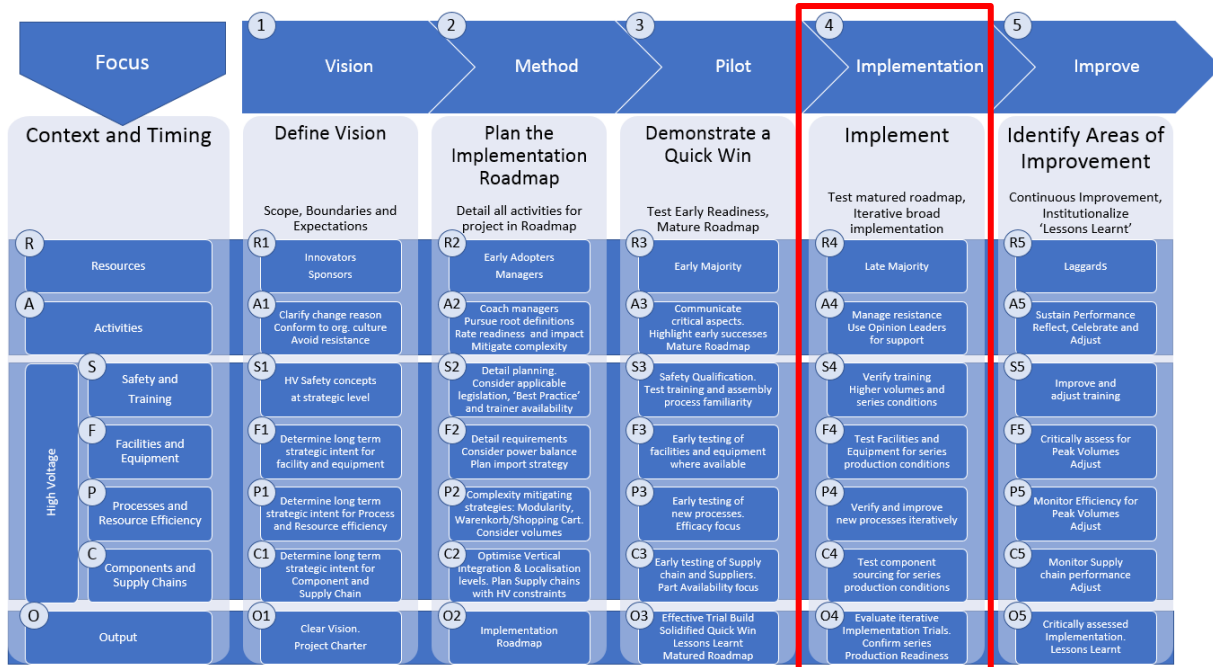 Focus
1
Vision
2
Method
3
Pilot
4
Implementation
5
Improve
Context and Timing
Define Vision
Scope, Boundaries and
Expectations
Plan the
Implementation
Roadmap
Detail all activities for
project in Roadmap
Demonstrate a
Quick Win
Test Early Readiness,
Mature Roadmap
Implement
Test matured roadmap,
Iterative broad
implementation
Identify Areas of
Improvement
Continuous Improvement,
Institutionalize
‘Lessons Learnt’
R
Resources
R1
Innovators
Sponsors
R2
Early Adopters
Managers
R3
Early Majority
R4
Late Majority
R5
LaggardS
A
Activities
A1
Clarify change reason
Conform to org. culture
Avoid resistance
A2
Coach managers
Pursue root definitions
Rate readiness and impact
Mitigate complexity
A3
Communicate
critical aspects.
Highlight early successes
Mature Roadmap
A4
Manage resistance
Use Opinion Leaders
for support
A5
Sustain Performance
Reflect, Celebrate and
Adjust
High Voltage
S
Safety and
Training
S1
HV Safety concepts
at strategic level
S2
Detail planning.
Consider applicable
legislation, ‘Best Practice’
and trainer availability
S3
Safety Qualification.
Test training and assembly
process familiarity
S4
Verify training
Higher volumes and
series conditions
S5
Improve and
adjust training
F
Facilities and
Equipment
F1
Determine long term
strategic intent for
facility and equipment
F2
Detail requirements
Consider power balance
Plan import strategy
F3
Early testing of
facilities and equipment
where available
F4
Test Facilities and
Equipment for series
production conditions
F5
Critically assess for
Peak Volumes
Adjust
P
Processes and
Resource Efficiency
P1
Determine long term
strategic intent for Process
and Resource efficiency
P2
Complexity mitigating
strategies: Modularity,
Warenkorb/Shopping Cart.
Consider volumes
P3
Early testing of
new processes.
Efficacy focus
P4
Verify and improve
new processes iteratively
P5
Monitor Efficiency for
Peak Volumes
Adjust
C
Components and
Supply Chains
C1
Determine long term
strategic intent for
Component and
Supply Chain
C2
Optimise Vertical
Integration & Localisation
levels. Plan Supply chains
with HV constraints
C3
Early testing of Supply
chain and Suppliers.
Part Availability focus
C4
Test component
sourcing for series
production conditions
C5
Monitor Supply
chain performance
Adjust
O
Output
O1
Clear Vision.
Project Charter
O2
Implementation
Roadmap
O3
Effective Trial Build
Solidified Quick Win
Lessons Learnt
Matured Roadmap
O4
Evaluate iterative
Implementation Trials.
Confirm series
Production Readiness
O5
Critically assessed
Implementation.
Lessons Learnt